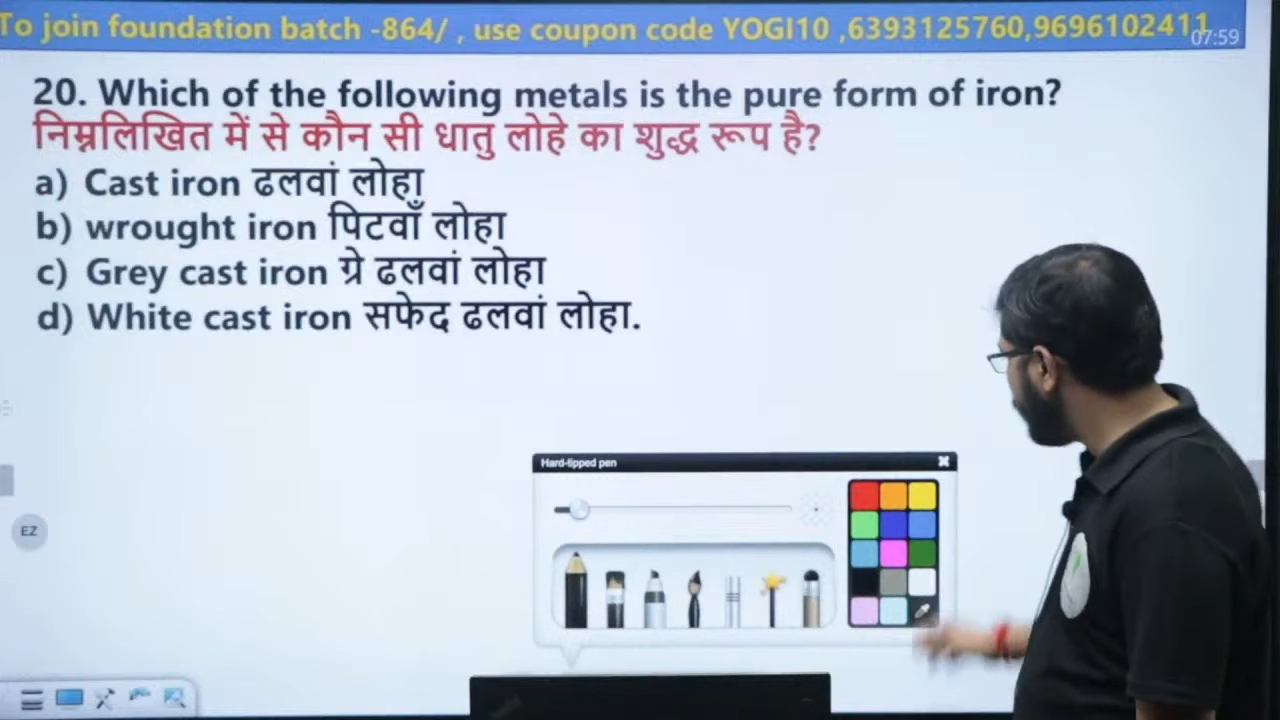 To join foundation batch -864/ , use coupon code YOGI10 ,6393125760,9696102411
07:59
20. Which of the following metals is the pure form of iron?
निम्नलिखित में से कौन सी धातु लोहे का शुद्ध रूप है?
a) Cast iron ढलवां लोहा
b) wrought iron पिटवाँ लोहा
c) Grey cast iron ग्रे ढलवां लोहा
d) White cast iron सफेद ढलवां लोहा.
Hard-tipped pen
EZ